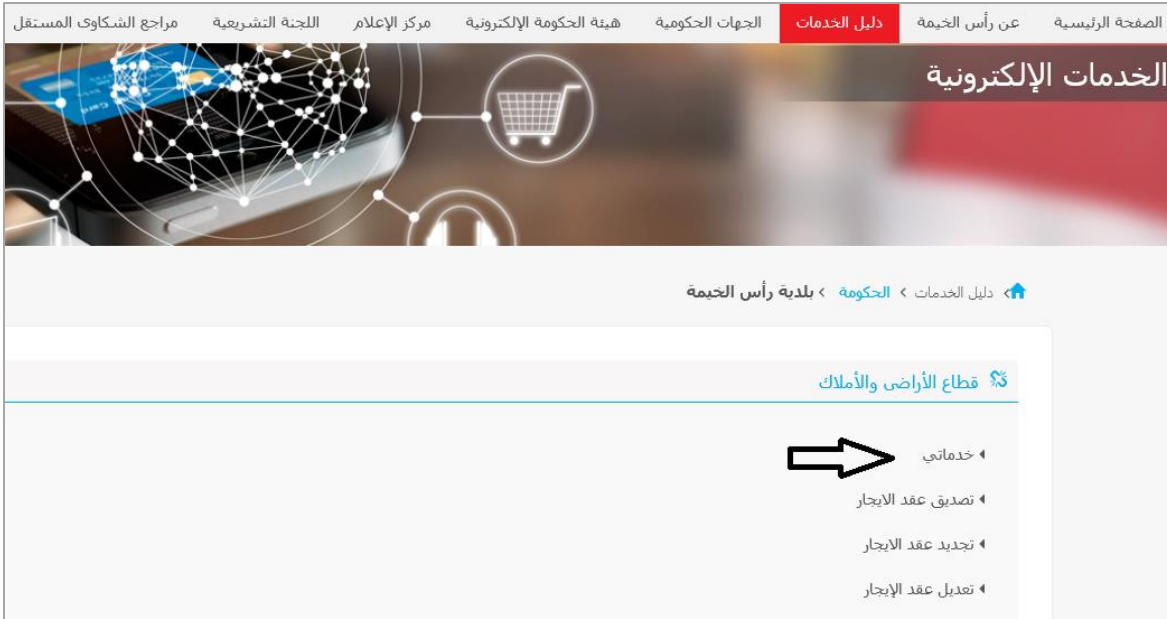 الصفحة الرئيسية عن رأس الخيمة دليل الخدمات الجهات الحكومية هيئة الحكومة الإلكترونية مركز الإعلام اللجنة التشريعية مراجع الشكاوى المستقل
الخدمات الإلكترونية
Card
دليل الخدمات > الحكومة > بلدية رأس الخيمة
قطاع الأراضى والأملاك
خدماتي
تصديق عقد الايجار
تجديد عقد الايجار
تعديل عقد الإيجار